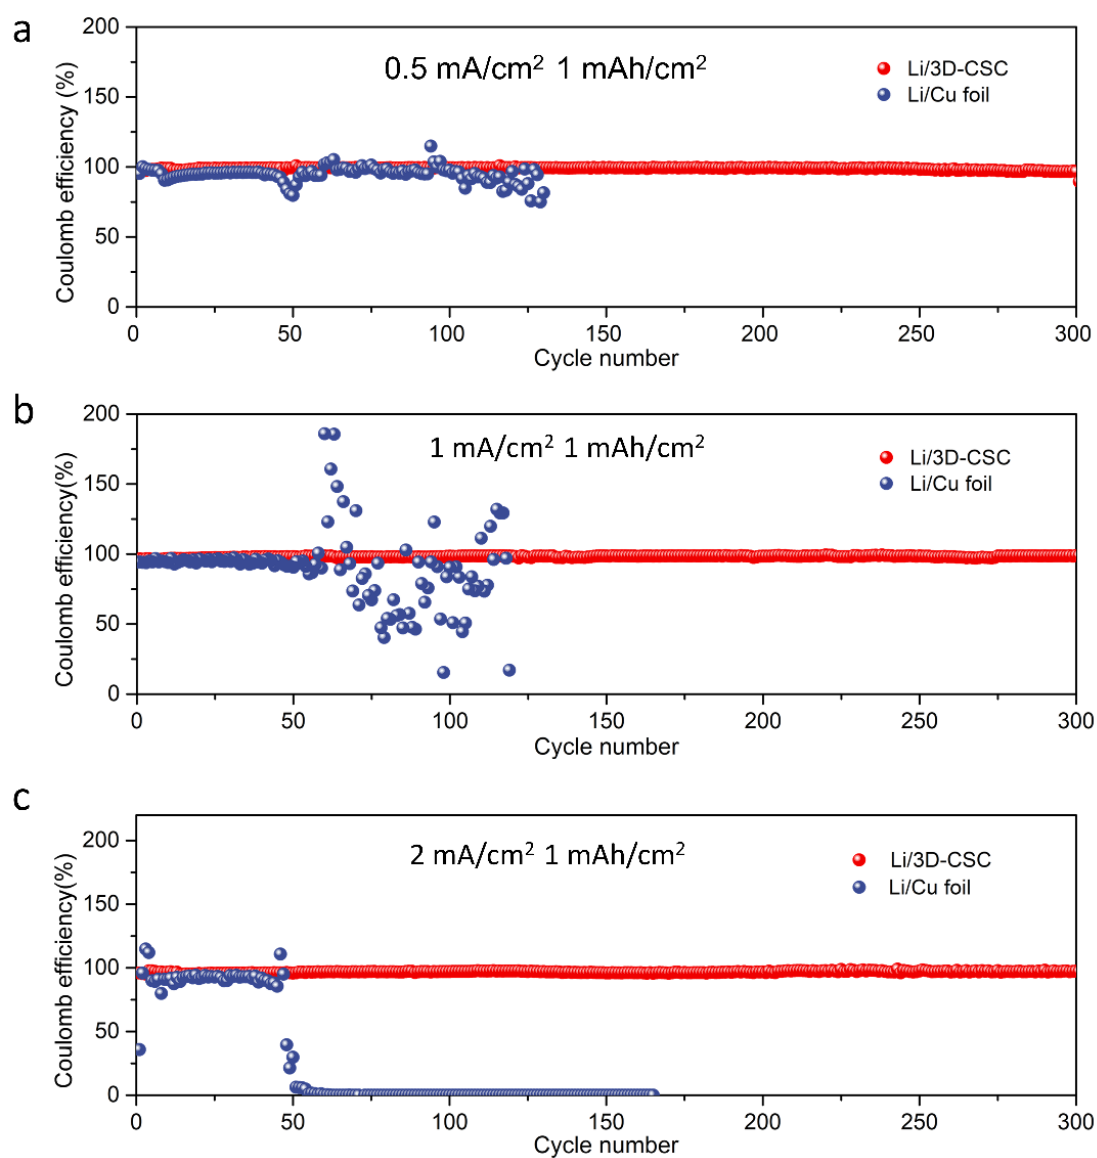 a
200
150
100
50
0
Coulomb efficiency (%)
0.5 mA/cm² 1 mAh/cm²
Li/3D-CSC
Li/Cu foil
0 50 100 150 200 250 300
Cycle number
b
200
150
100
50
0
Coulomb efficiency(%)
1 mA/cm² 1 mAh/cm²
Li/3D-CSC
Li/Cu foil
0 50 100 150 200 250 300
Cycle number
c
200
150
100
50
0
Coulomb efficiency(%)
2 mA/cm² 1 mAh/cm²
Li/3D-CSC
Li/Cu foil
0 50 100 150 200 250 300
Cycle number